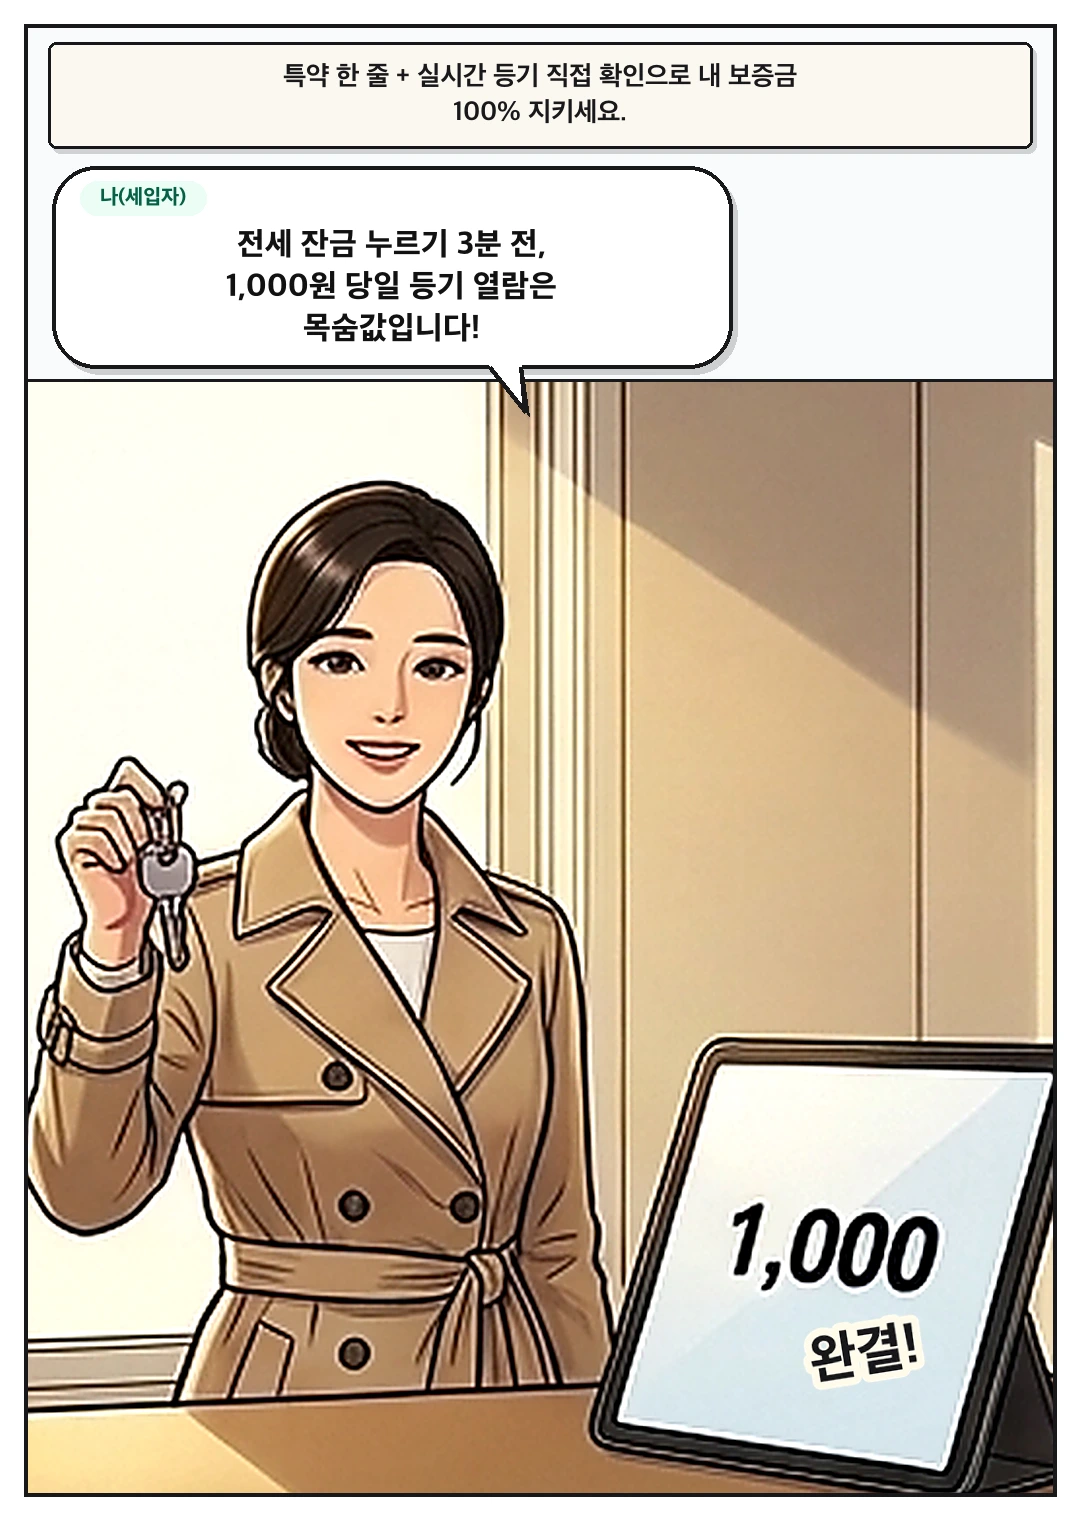 특약 한 줄 + 실시간 등기 직접 확인으로 내 보증금
100% 지키세요.
나(세입자)
전세 잔금 누르기 3분 전,
1,000원 당일 등기 열람은
목숨값입니다!
1,000
완결!